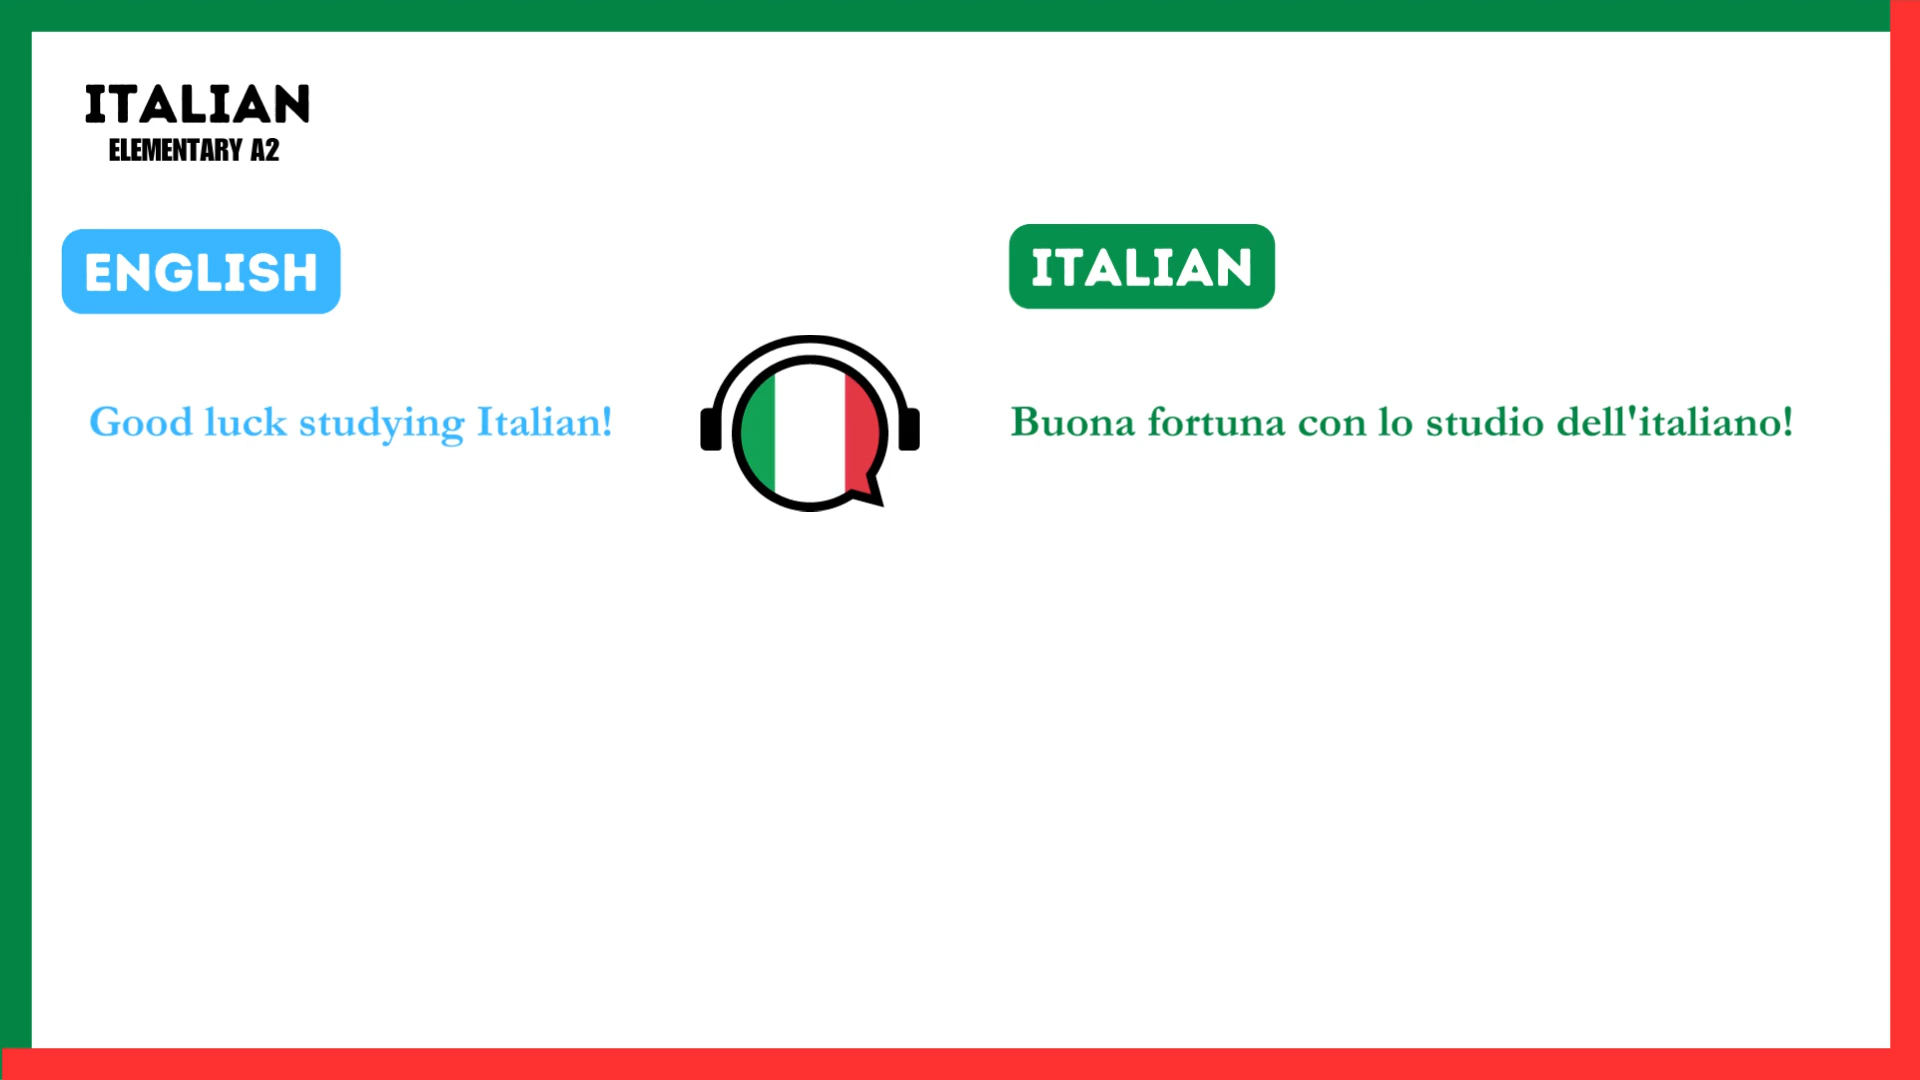 ITALIAN
ELEMENTARY A2
ENGLISH
ITALIAN
Good luck studying Italian!
Buona fortuna con lo studio dell'italiano!